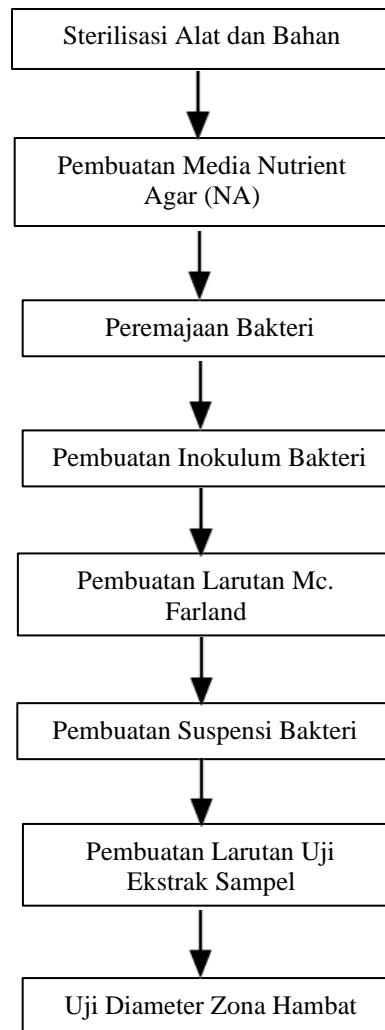 Sterilisasi Alat dan Bahan
Pembuatan Media Nutrient
Agar (NA)
Peremajaan Bakteri
Pembuatan Inokulum Bakteri
Pembuatan Larutan Mc.
Farland
Pembuatan Suspensi Bakteri
Pembuatan Larutan Uji
Ekstrak Sampel
Uji Diameter Zona Hambat